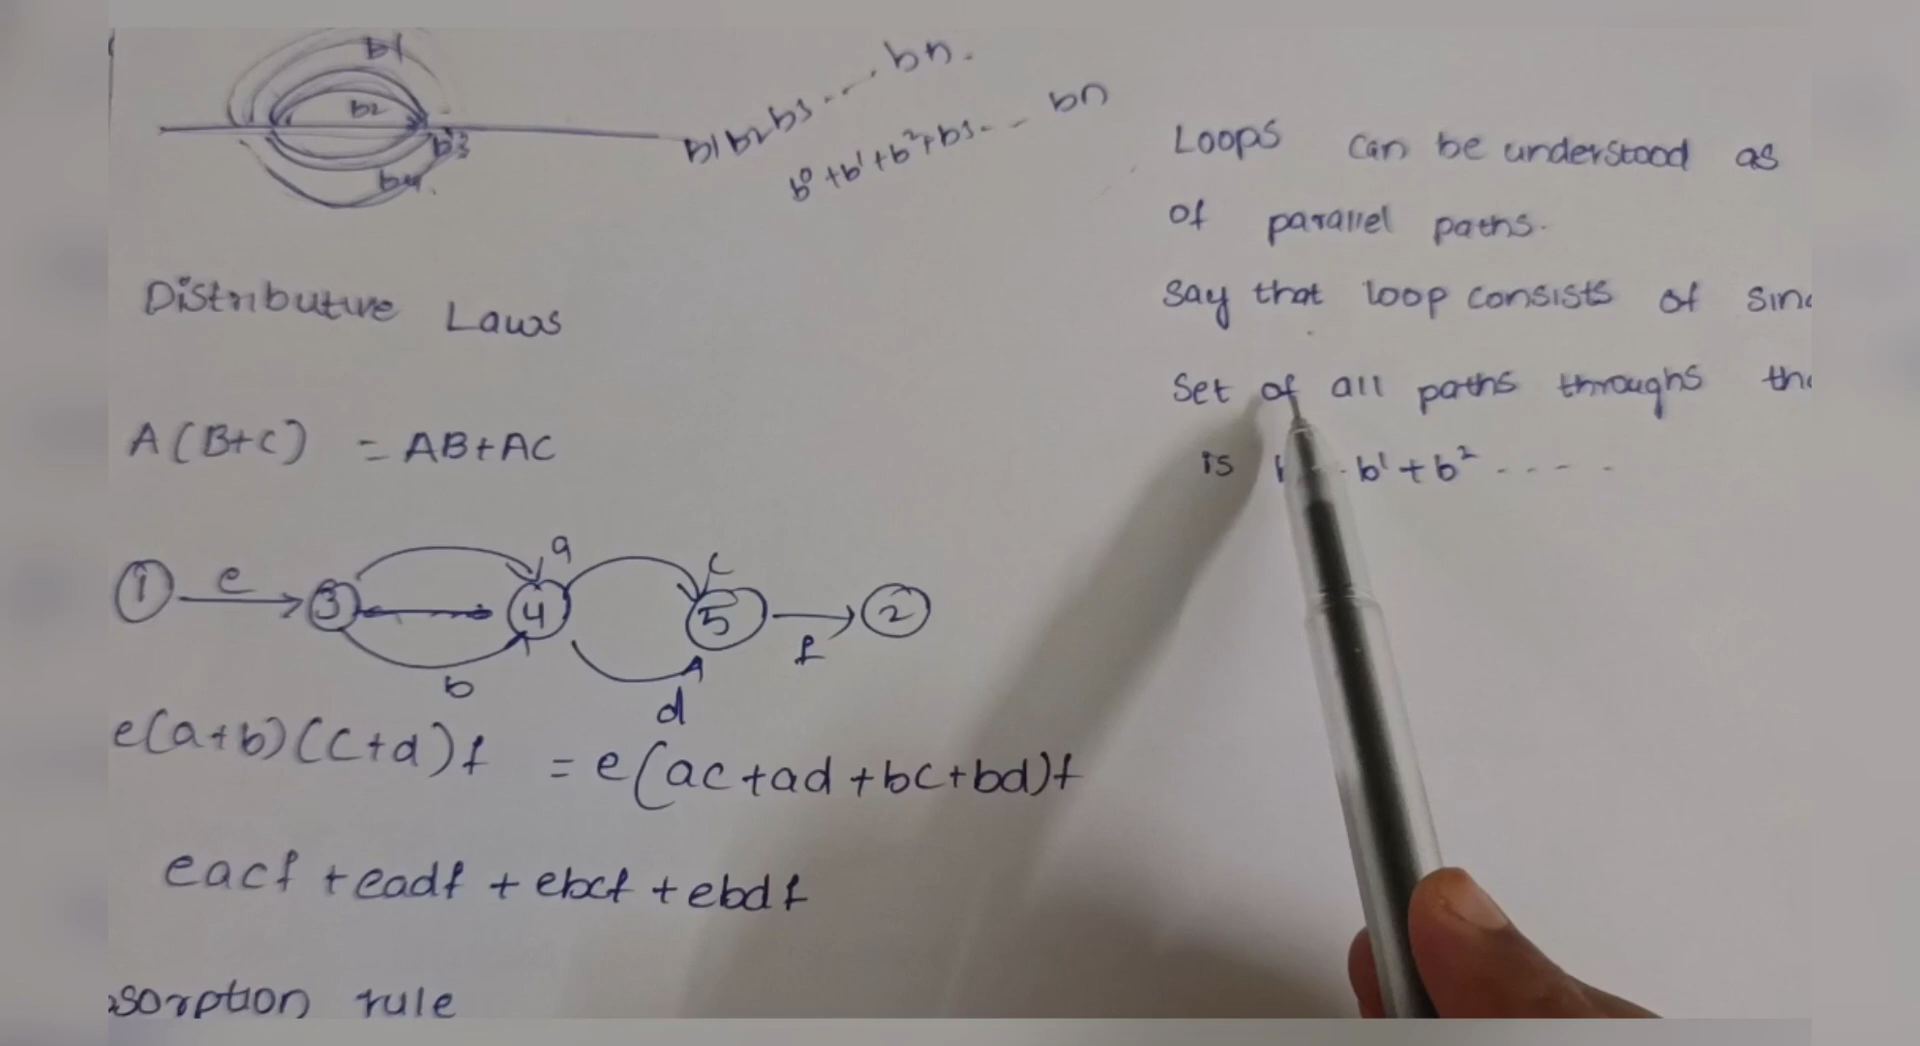 b1
b2
b3
b4.
b1 b2 b3 ---- . bn.
b⁰ + b¹ + b² + b3 - - - bn
Distributive Laws
A (B+C) = AB + AC
1 e 3 4 a c 5 f 2
b
d
e(a+b)(c+d)f = e(ac + ad + bc + bd)f
eacf + eadf + ebcf + ebdf
sorption rule
Loops can be understood as
of parallel paths.
Say that loop consists of
Set of all paths throughs
is b¹ + b² - - - - -